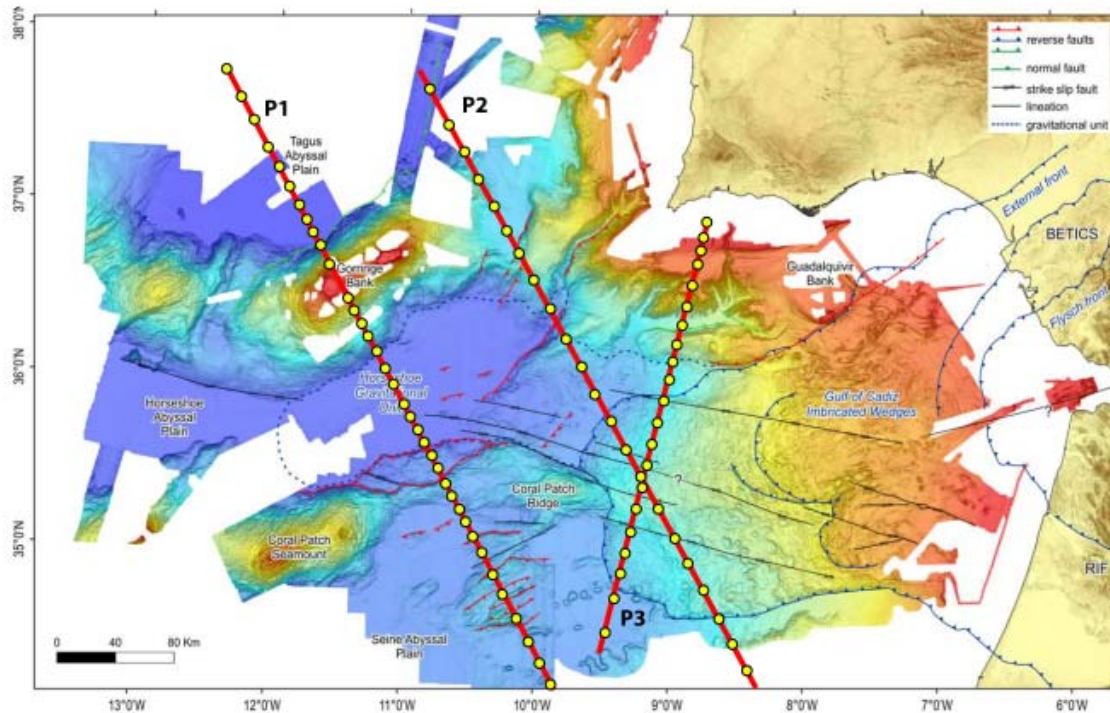 38°0'N
37°0'N
36°0'N
35°0'N
P1
P2
P3
Tagus
Abyssal
Plain
Gorringe
Bank
Horseshoe
Gravitational
Horseshoe
Abyssal
Plain
Coral Patch
Ridge
Coral Patch
Seamount
Seine Abyssal
Plain
Guadalquivir
Bank
Gulf of Cadiz
Imbricated Wedges
External front
BETICS
Flysch front
RIF
?
?
reverse faults
normal fault
strike slip fault
lineation
gravitational unit
0 40 80 Km
13°0'W 12°0'W 11°0'W 10°0'W 9°0'W 8°0'W 7°0'W 6°0'W